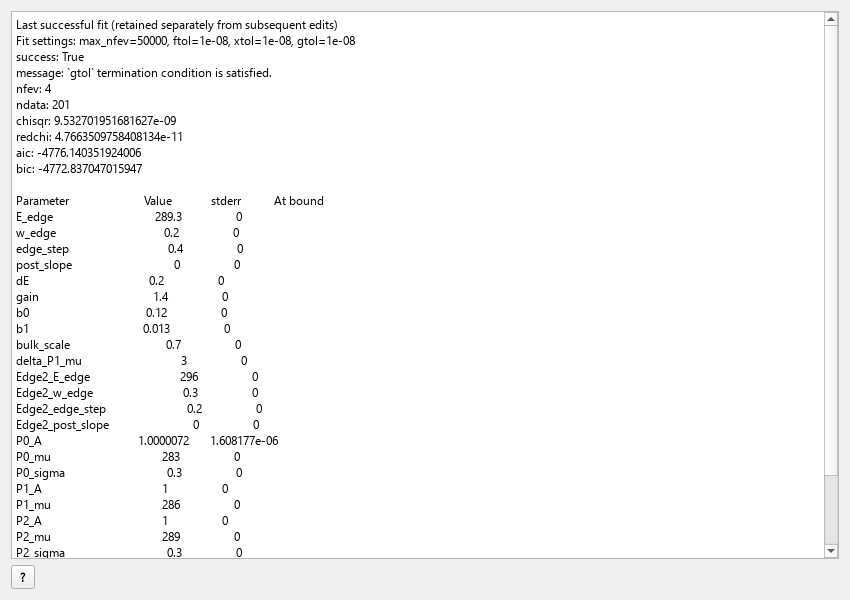 Last successful fit (retained separately from subsequent edits)
Fit settings: max_nfev=50000, ftol=1e-08, xtol=1e-08, gtol=1e-08
success: True
message: `gtol` termination condition is satisfied.
nfev: 4
ndata: 201
chisqr: 9.532701951681627e-09
redchi: 4.7663509758408134e-11
aic: -4776.140351924006
bic: -4772.837047015947
Parameter Value stderr At bound
E_edge 289.3 0
w_edge 0.2 0
edge_step 0.4 0
post_slope 0 0
dE 0.2 0
gain 1.4 0
b0 0.12 0
b1 0.013 0
bulk_scale 0.7 0
delta_P1_mu 3 0
Edge2_E_edge 296 0
Edge2_w_edge 0.3 0
Edge2_edge_step 0.2 0
Edge2_post_slope 0 0
P0_A 1.0000072 1.608177e-06
P0_mu 283 0
P0_sigma 0.3 0
P1_A 1 0
P1_mu 286 0
P2_A 1 0
P2_mu 289 0
P2_sigma 0.3 0
?